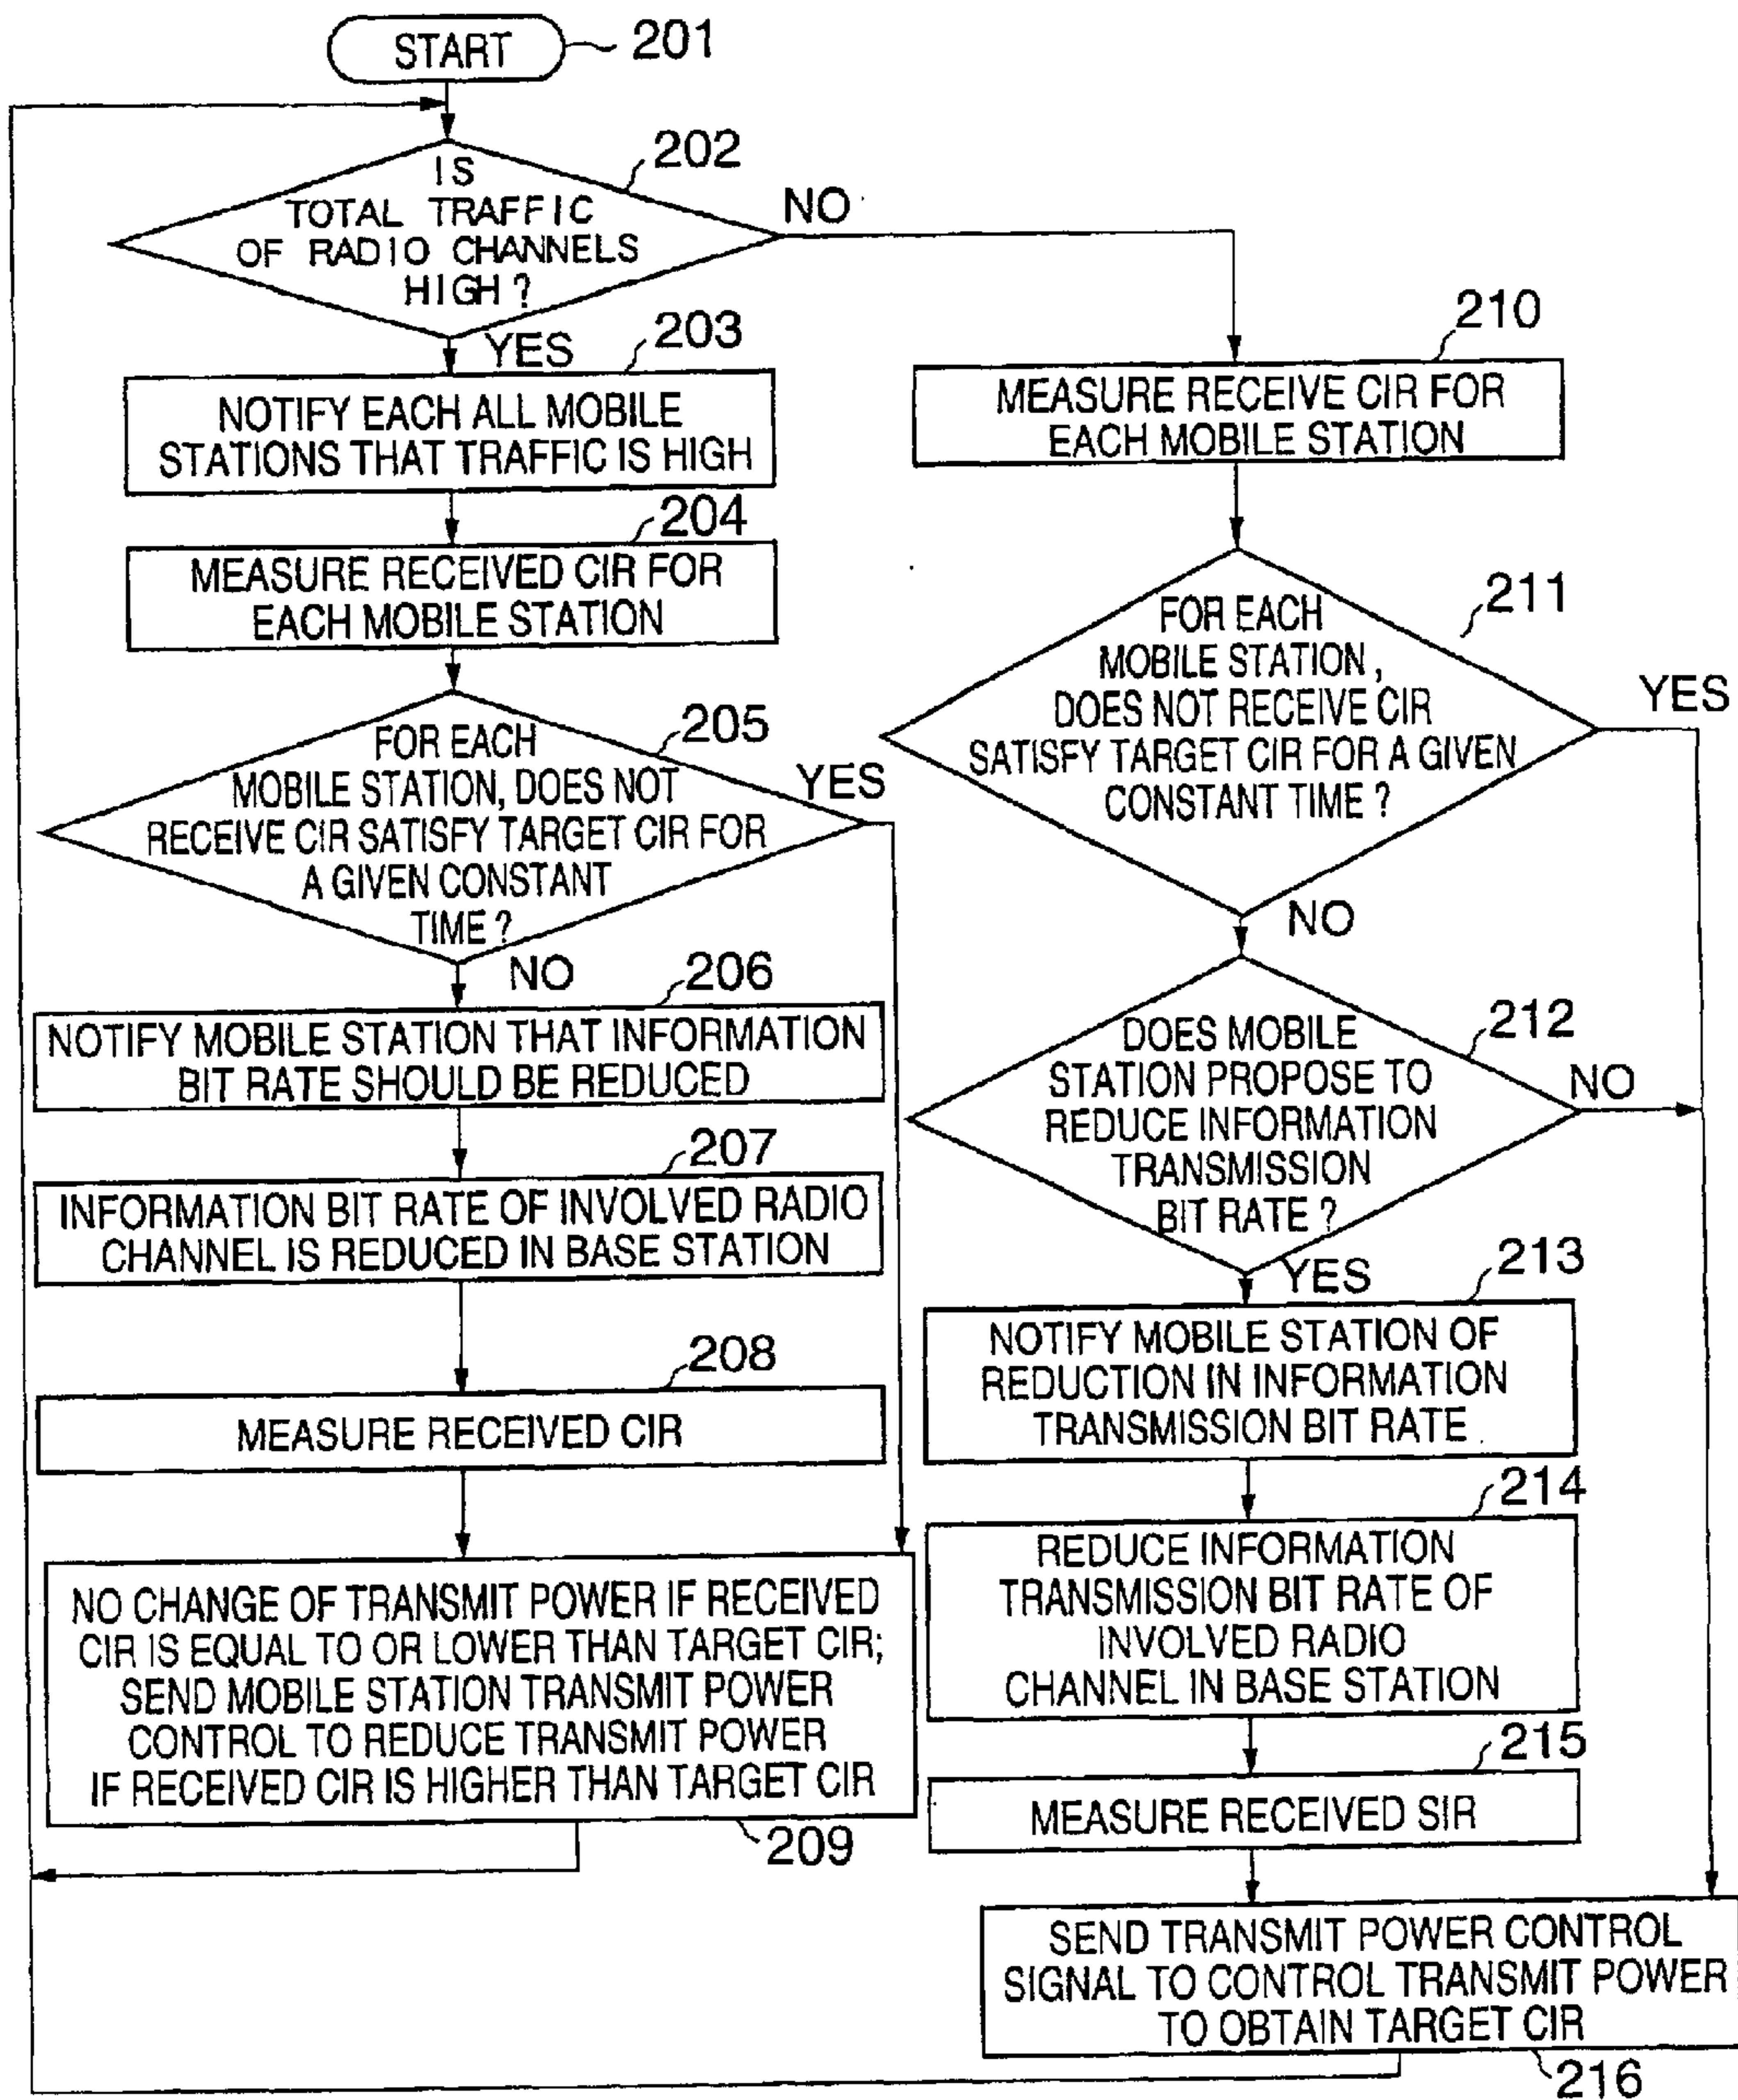 START
201
202
IS
TOTAL TRAFFIC
OF RADIO CHANNELS
HIGH ?
NO
YES
203
NOTIFY EACH ALL MOBILE
STATIONS THAT TRAFFIC IS HIGH
204
MEASURE RECEIVED CIR FOR
EACH MOBILE STATION
205
FOR EACH
MOBILE STATION, DOES NOT
RECEIVE CIR SATISFY TARGET CIR FOR
A GIVEN CONSTANT
TIME ?
YES
NO
206
NOTIFY MOBILE STATION THAT INFORMATION
BIT RATE SHOULD BE REDUCED
207
INFORMATION BIT RATE OF INVOLVED RADIO
CHANNEL IS REDUCED IN BASE STATION
208
MEASURE RECEIVED CIR
NO CHANGE OF TRANSMIT POWER IF RECEIVED
CIR IS EQUAL TO OR LOWER THAN TARGET CIR;
SEND MOBILE STATION TRANSMIT POWER
CONTROL TO REDUCE TRANSMIT POWER
IF RECEIVED CIR IS HIGHER THAN TARGET CIR
209
210
MEASURE RECEIVE CIR FOR
EACH MOBILE STATION
211
FOR EACH
MOBILE STATION ,
DOES NOT RECEIVE CIR
SATISFY TARGET CIR FOR A GIVEN
CONSTANT TIME ?
YES
NO
212
DOES MOBILE
STATION PROPOSE TO
REDUCE INFORMATION
TRANSMISSION
BIT RATE ?
NO
YES
213
NOTIFY MOBILE STATION OF
REDUCTION IN INFORMATION
TRANSMISSION BIT RATE
214
REDUCE INFORMATION
TRANSMISSION BIT RATE OF
INVOLVED RADIO
CHANNEL IN BASE STATION
215
MEASURE RECEIVED SIR
SEND TRANSMIT POWER CONTROL
SIGNAL TO CONTROL TRANSMIT POWER
TO OBTAIN TARGET CIR
216